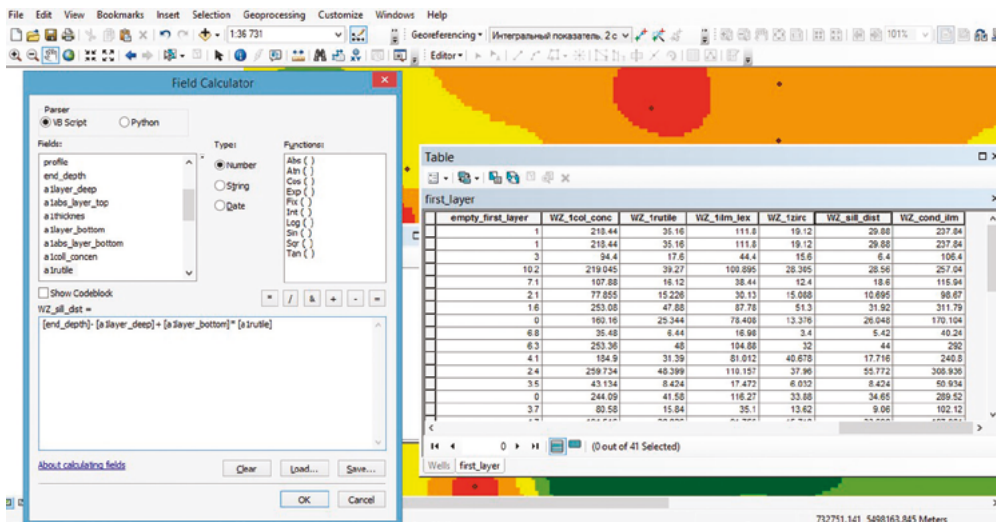 File Edit View Bookmarks Insert Selection Geoprocessing Customize Windows Help
1:36 731
Georeferencing
Интегральный показатель. 2 с
101%
Editor
Field Calculator
Parser
VB Script Python
Fields:
profile
end_depth
a1layer_deep
a1abs_layer_top
a1thicknes
a1layer_bottom
a1abs_layer_bottom
a1coll_concen
a1rutile
Type:
Number
String
Date
Functions:
Abs ( )
Atn ( )
Cos ( )
Exp ( )
Fix ( )
Int ( )
Log ( )
Sin ( )
Sqr ( )
Tan ( )
Show Codeblock
* / & + - =
WZ_sill_dist =
[end_depth]- [a1layer_deep] + [a1layer_bottom]* [a1rutile]
About calculating fields
Clear Load... Save...
OK Cancel
Table
first_layer
empty_first_layer WZ_1col_conc WZ_1rutile WZ_1ilm_lex WZ_1zirc WZ_sill_dist WZ_cond_ilm
1 218.44 35.16 111.8 19.12 29.88 237.84
1 218.44 35.16 111.8 19.12 29.88 237.84
3 94.4 17.6 44.4 15.6 6.4 106.4
10.2 219.045 39.27 100.895 28.305 28.56 257.04
7.1 107.88 16.12 38.44 12.4 18.6 115.94
2.1 77.855 15.226 30.13 15.088 10.695 98.67
1.6 253.08 47.88 87.78 51.3 31.92 311.79
0 160.16 25.344 78.408 13.376 26.048 170.104
6.8 35.48 6.44 16.98 3.4 5.42 40.24
6.3 253.36 48 104.88 32 44 292
4.1 184.9 31.39 81.012 40.678 17.716 240.8
2.4 259.734 48.399 110.157 37.96 55.772 308.936
3.5 43.134 8.424 17.472 6.032 8.424 50.934
0 244.09 41.58 116.27 33.88 34.65 289.52
3.7 80.58 15.84 35.1 13.62 9.06 102.12
0 (0 out of 41 Selected)
Wells first_layer
732751,141 5498163,845 Meters